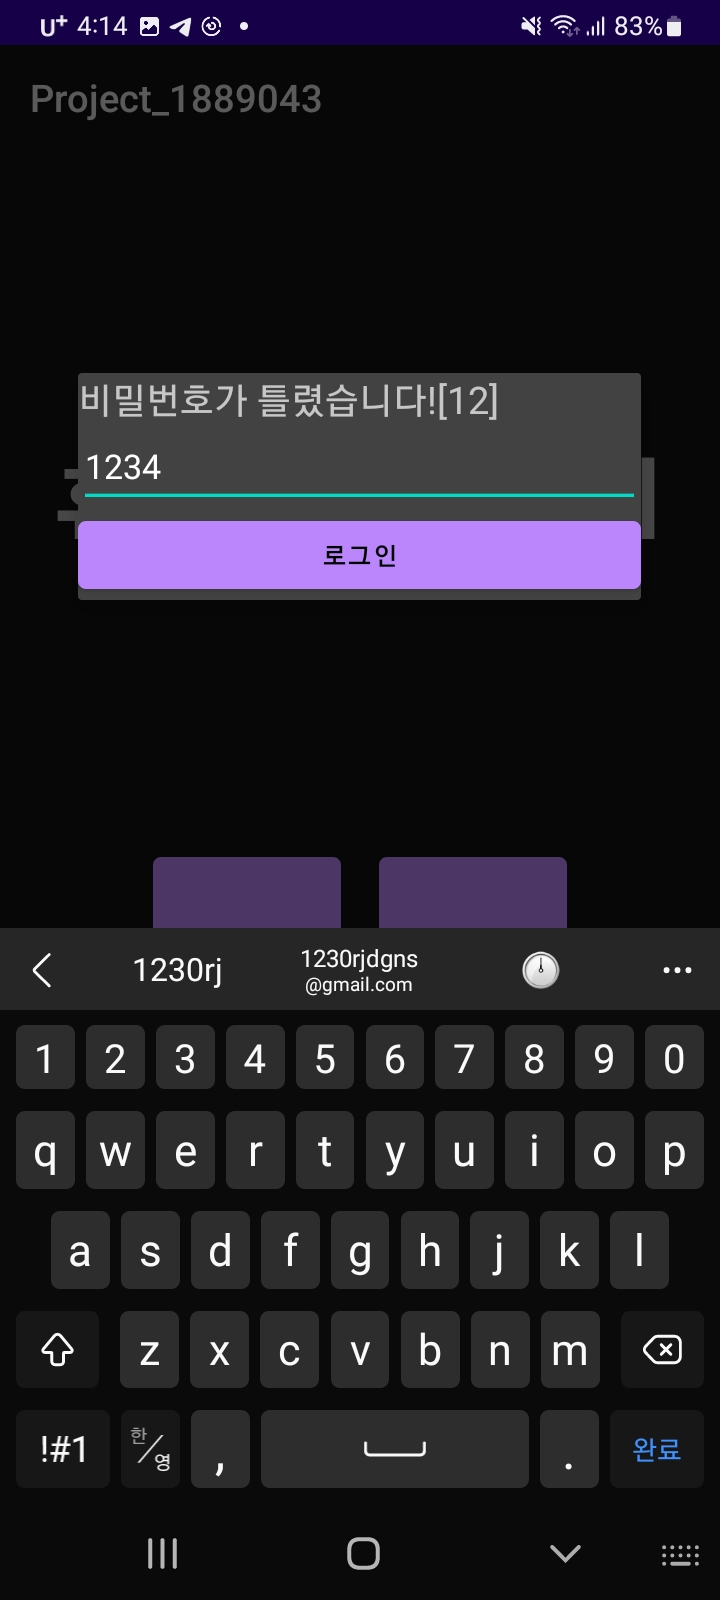 U+ 4:14 83%
Project_1889043
비밀번호가 틀렸습니다![12]
1234
로그인
1230rj 1230rjdgns
@gmail.com
1 2 3 4 5 6 7 8 9 0
q w e r t y u i o p
a s d f g h j k l
z x c v b n m
!#1 한/영 , . 완료